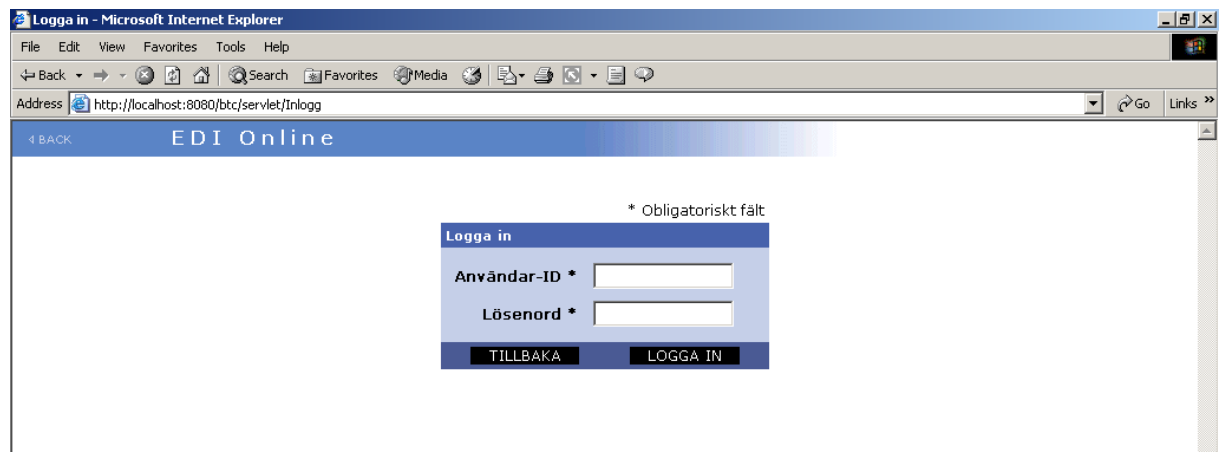 Logga in - Microsoft Internet Explorer
File Edit View Favorites Tools Help
Back Search Favorites Media
Address http://localhost:8080/btc/servlet/Inlogg Go Links »
BACK EDI Online
* Obligatoriskt fält
Logga in
Användar-ID *
Lösenord *
TILLBAKA LOGGA IN